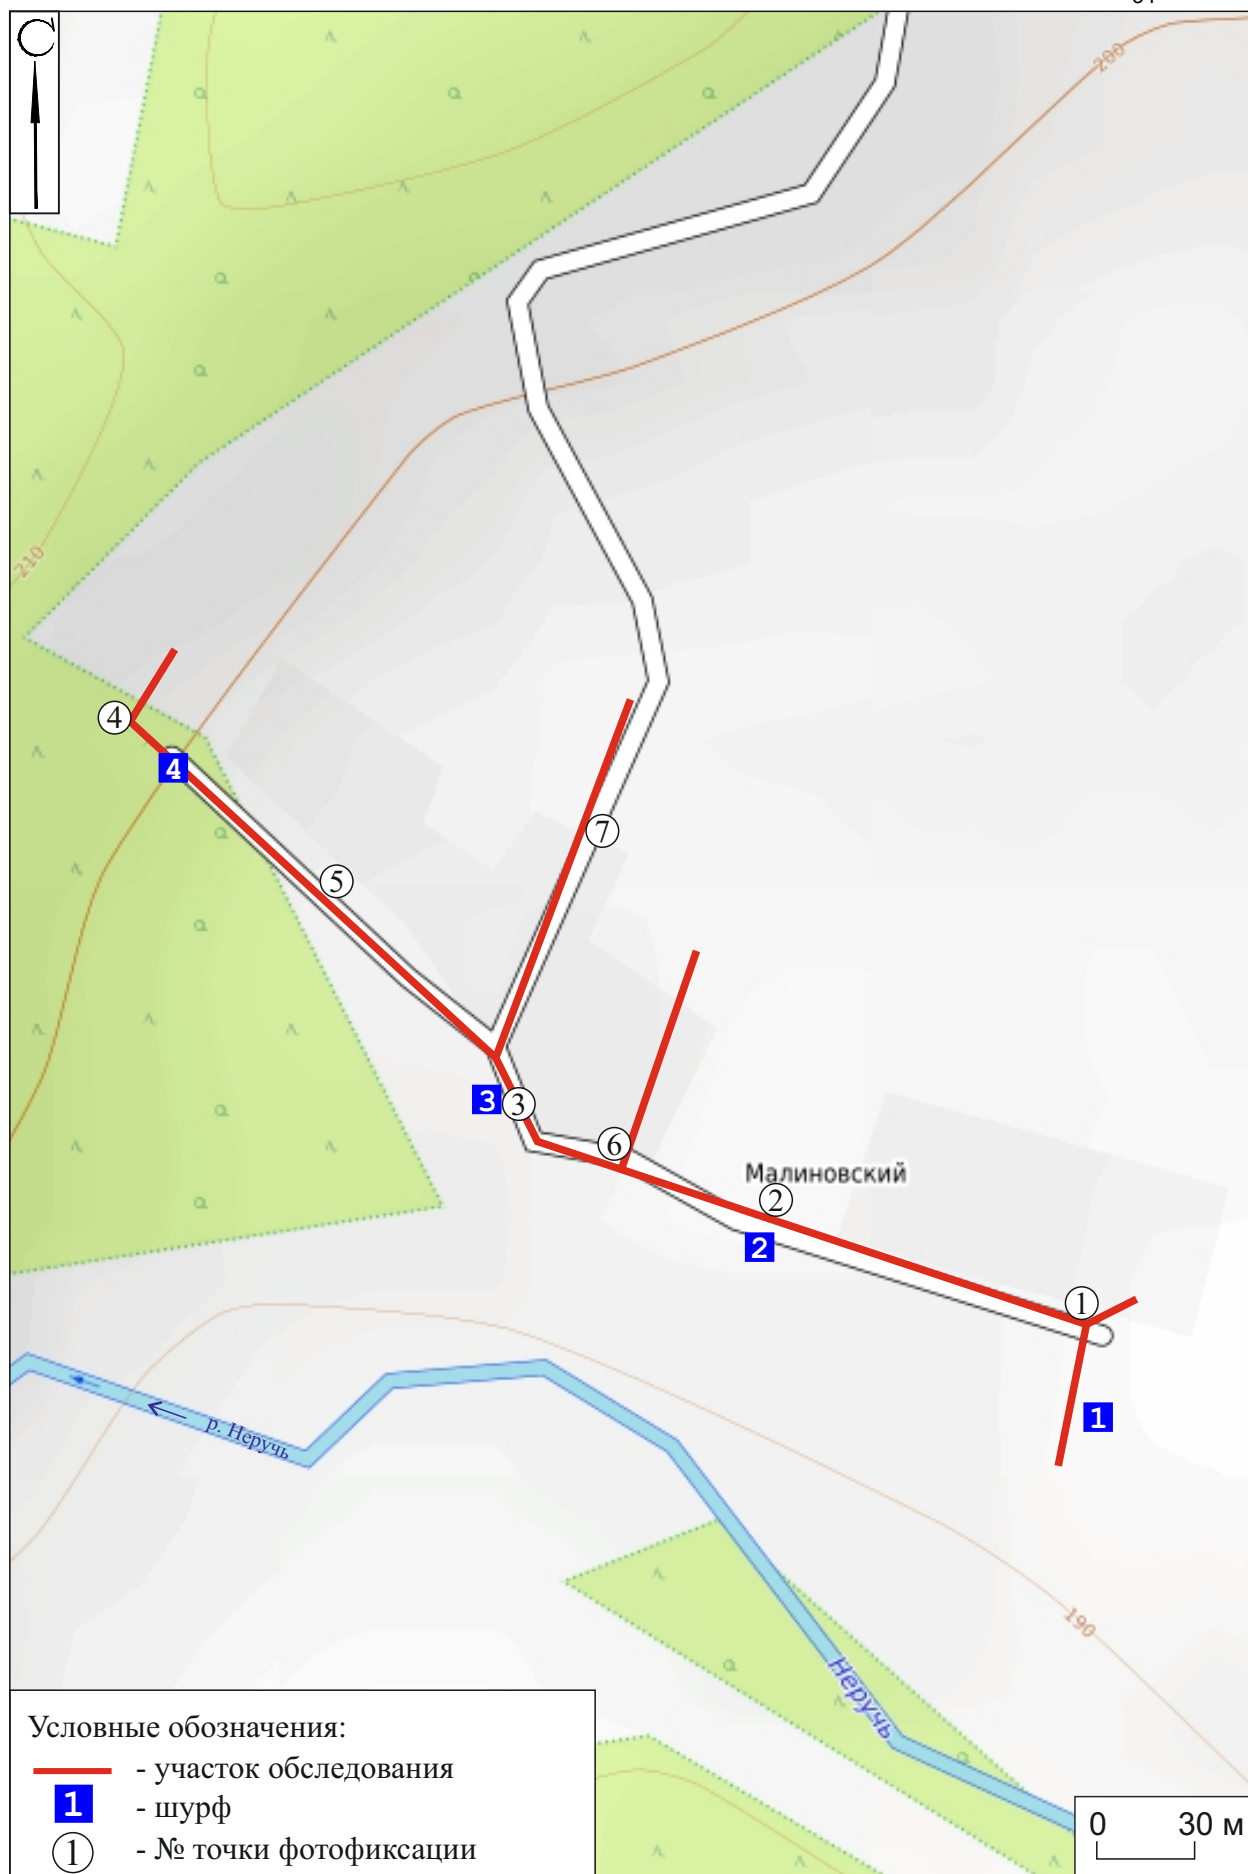 С
200
210
4
4
5
7
3
3
6
Малиновский
2
2
1
1
р. Неручь
190
Неручь
Условные обозначения:
- участок обследования
1 - шурф
1 - № точки фотофиксации
0 30 м